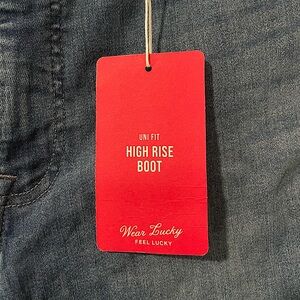 UNI FIT
HIGH RISE
BOOT
Wear Lucky
FEEL LUCKY